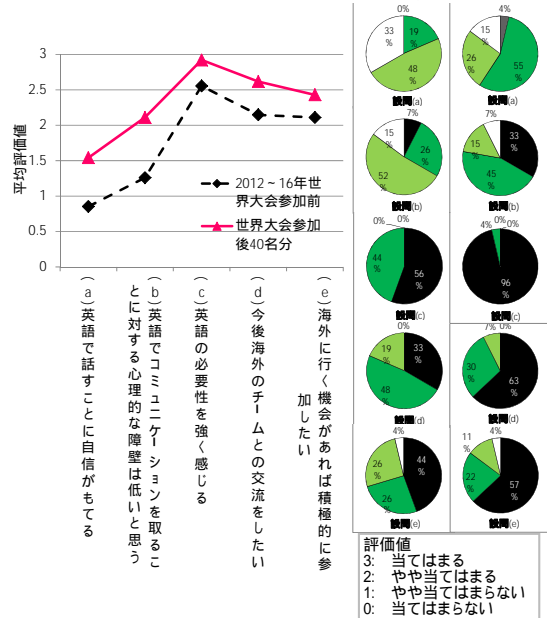 平均評価値
3
2.5
2
1.5
1
0.5
0
2012～16年世
界大会参加前
世界大会参加
後40名分
(a)英語で話すことに自信がもてる
(b)英語でコミュニケーションを取るこ
とに対する心理的な障壁は低いと思う
(c)英語の必要性を強く感じる
(d)今後海外のチームとの交流をしたい
(e)海外に行く機会があれば積極的に参
加したい
0%
33%
19%
48%
設問(a)
4%
15%
26%
55%
設問(a)
7%
15%
26%
52%
設問(b)
7%
15%
33%
45%
設問(b)
0%
0%
44%
56%
設問(c)
4%
0%
0%
96%
設問(c)
0%
19%
33%
48%
設問(d)
7%
0%
30%
63%
設問(d)
4%
26%
44%
26%
設問(e)
4%
11%
22%
57%
設問(e)
評価値
3: 当てはまる
2: やや当てはまる
1: やや当てはまらない
0: 当てはまらない